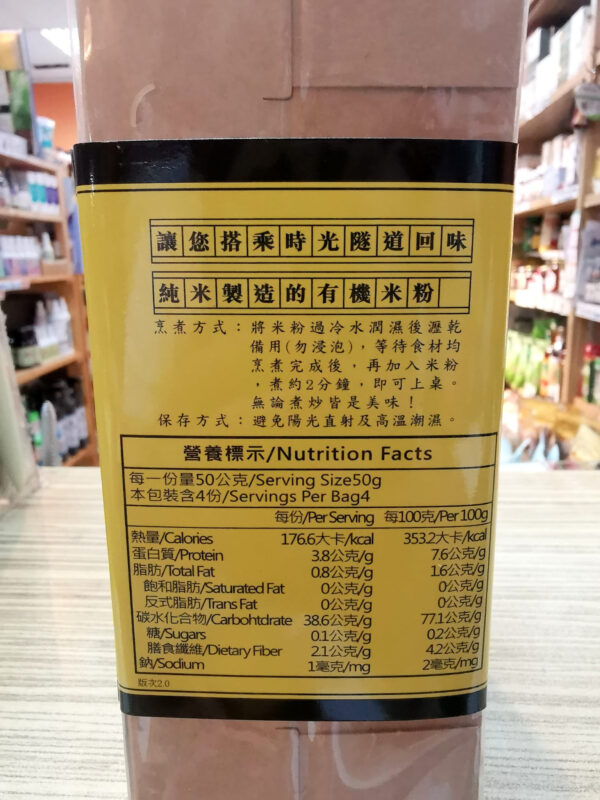 讓您搭乘時光隧道回味
純米製造的有機米粉
烹煮方式：將米粉過冷水潤濕後瀝乾
備用(勿浸泡)，等待食材均
烹煮完成後，再加入米粉
，煮約2分鐘，即可上桌。
無論煮炒皆是美味！
保存方式：避免陽光直射及高溫潮濕。
營養標示/Nutrition Facts
每一份量50公克/Serving Size50g
本包裝含4份/Servings Per Bag4
每份/Per Serving 每100克/Per 100g
熱量/Calories 176.6大卡/kcal 353.2大卡/kcal
蛋白質/Protein 3.8公克/g 7.6公克/g
脂肪/Total Fat 0.8公克/g 1.6公克/g
飽和脂肪/Saturated Fat 0公克/g 0公克/g
反式脂肪/Trans Fat 0公克/g 0公克/g
碳水化合物/Carbohtdrate 38.6公克/g 77.1公克/g
糖/Sugars 0.1公克/g 0.2公克/g
膳食纖維/Dietary Fiber 2.1公克/g 4.2公克/g
鈉/Sodium 1毫克/mg 2毫克/mg
版次2.0